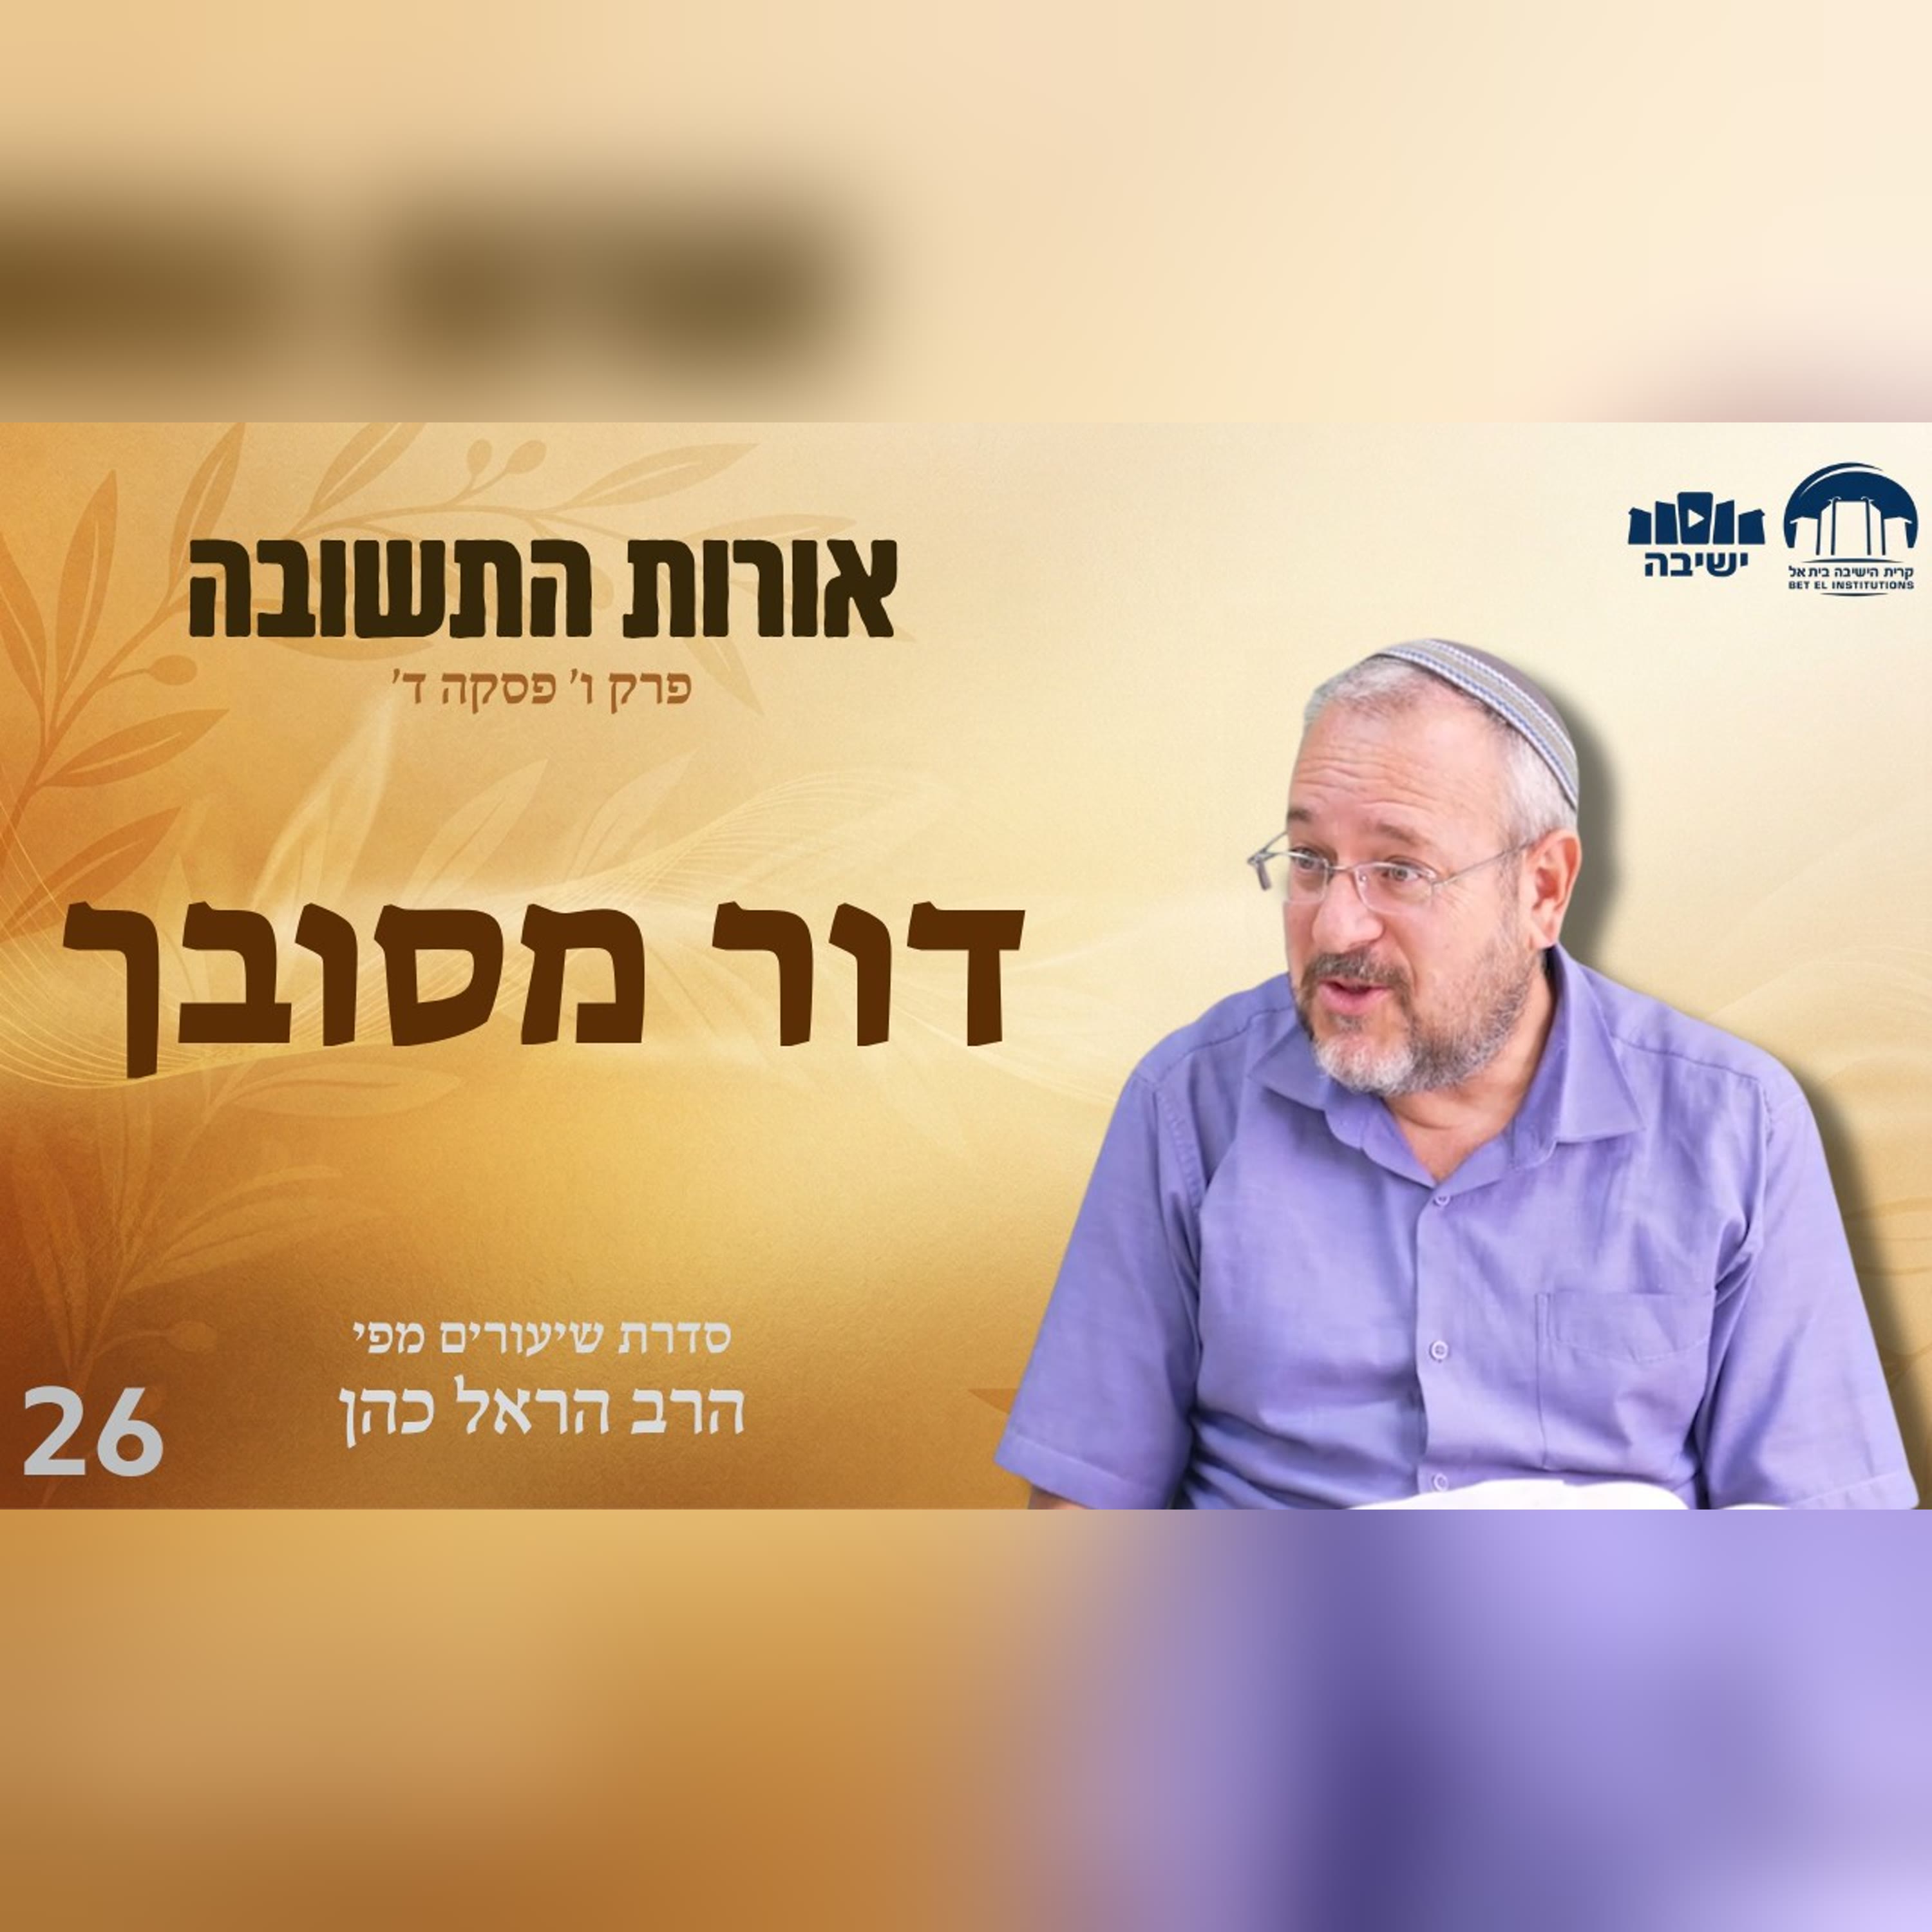 אורות התשובה
פרק ו' פסקה ד'
דור מסובך
סדרת שיעורים מפי
הרב הראל כהן
26
ישיבה
קרית הישיבה בית אל
BET EL INSTITUTIONS